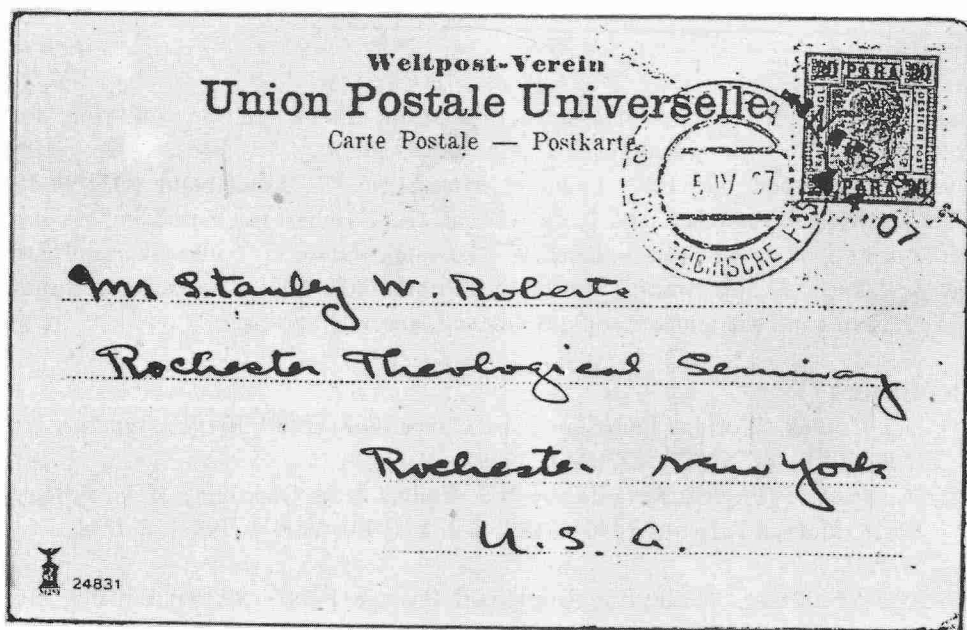 Weltpost-Verein
Union Postale Universelle
Carte Postale — Postkarte
20 PARA 20
20 PARA 20
5 IV 07
REICHISCHE
07
Mr Stanley W. Roberts
Rochester Theological Seminary
Rochester New York
U. S. A.
24831